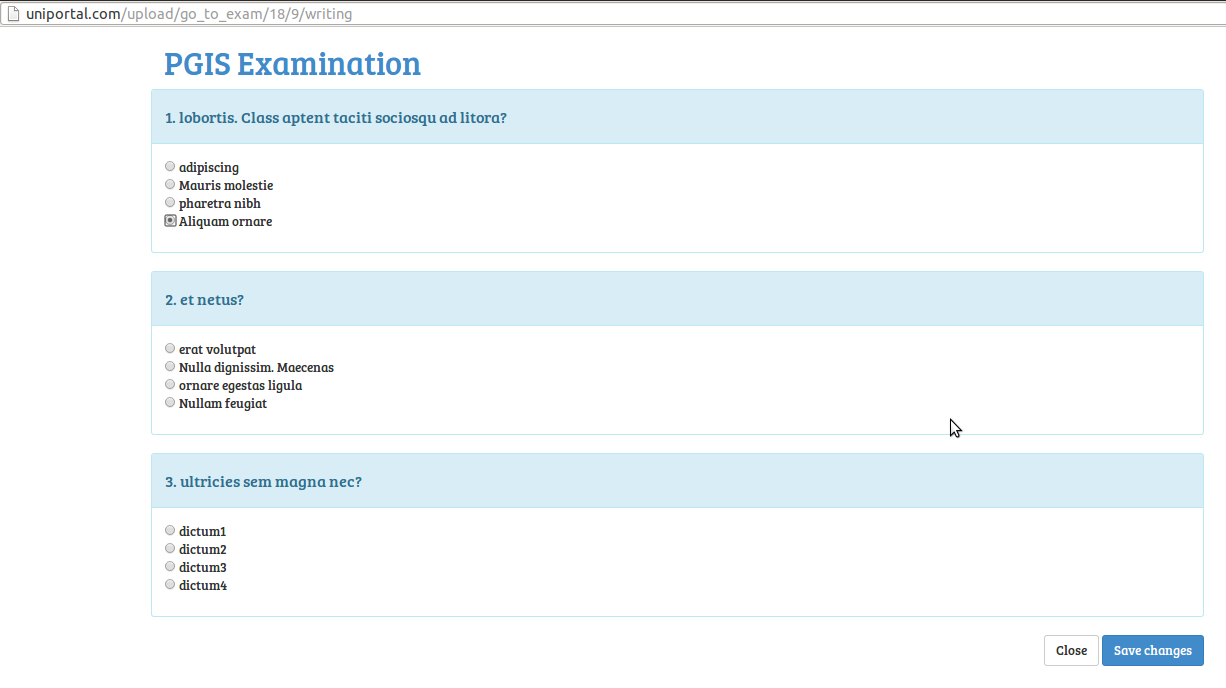 uniportal.com/upload/go_to_exam/18/9/writing
PGIS Examination
1. lobortis. Class aptent taciti sociosqu ad litora?
adipiscing
Mauris molestie
pharetra nibh
Aliquam ornare
2. et netus?
erat volutpat
Nulla dignissim. Maecenas
ornare egestas ligula
Nullam feugiat
3. ultricies sem magna nec?
dictum1
dictum2
dictum3
dictum4
Close Save changes